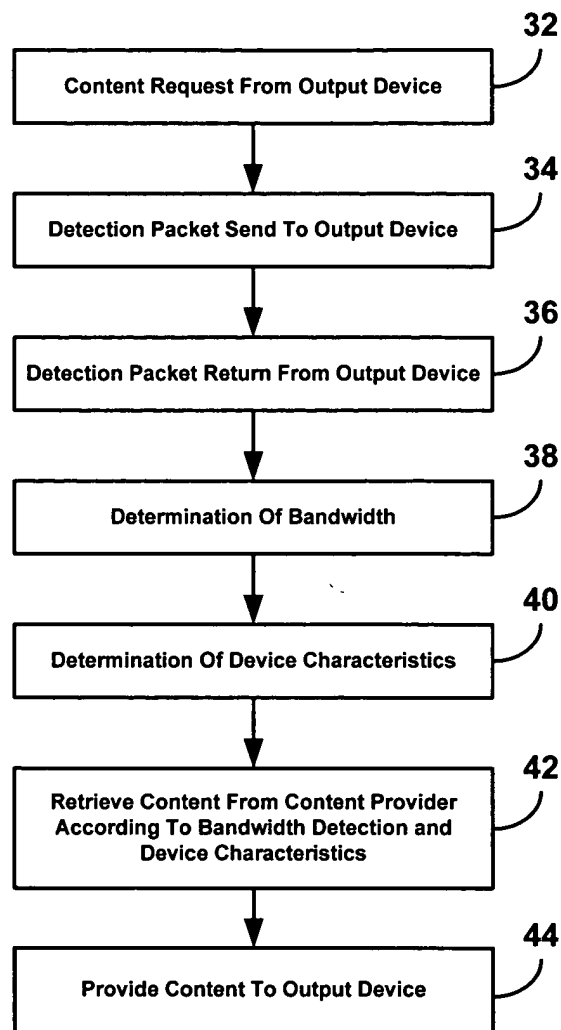 32
Content Request From Output Device
34
Detection Packet Send To Output Device
36
Detection Packet Return From Output Device
38
Determination Of Bandwidth
40
Determination Of Device Characteristics
42
Retrieve Content From Content Provider
According To Bandwidth Detection and
Device Characteristics
44
Provide Content To Output Device